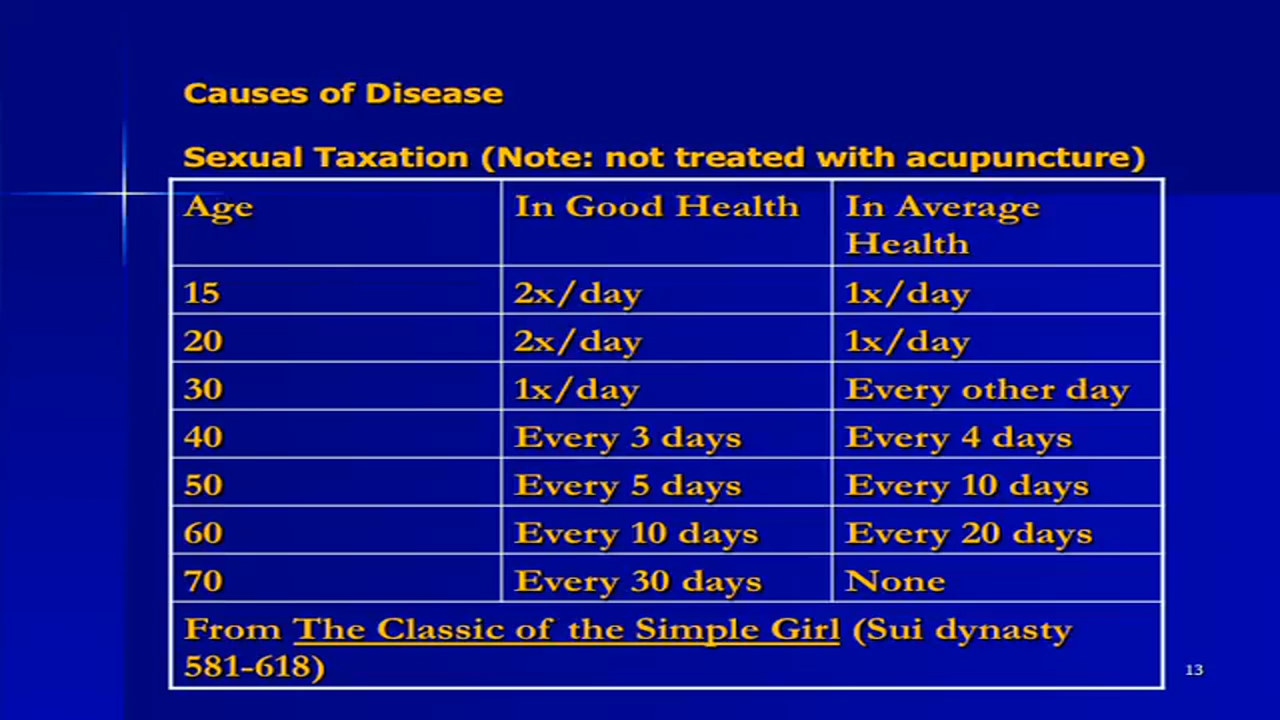 Causes of Disease
Sexual Taxation (Note: not treated with acupuncture)
Age In Good Health In Average
Health
15 2x/day 1x/day
20 2x/day 1x/day
30 1x/day Every other day
40 Every 3 days Every 4 days
50 Every 5 days Every 10 days
60 Every 10 days Every 20 days
70 Every 30 days None
From The Classic of the Simple Girl (Sui dynasty
581-618)
13